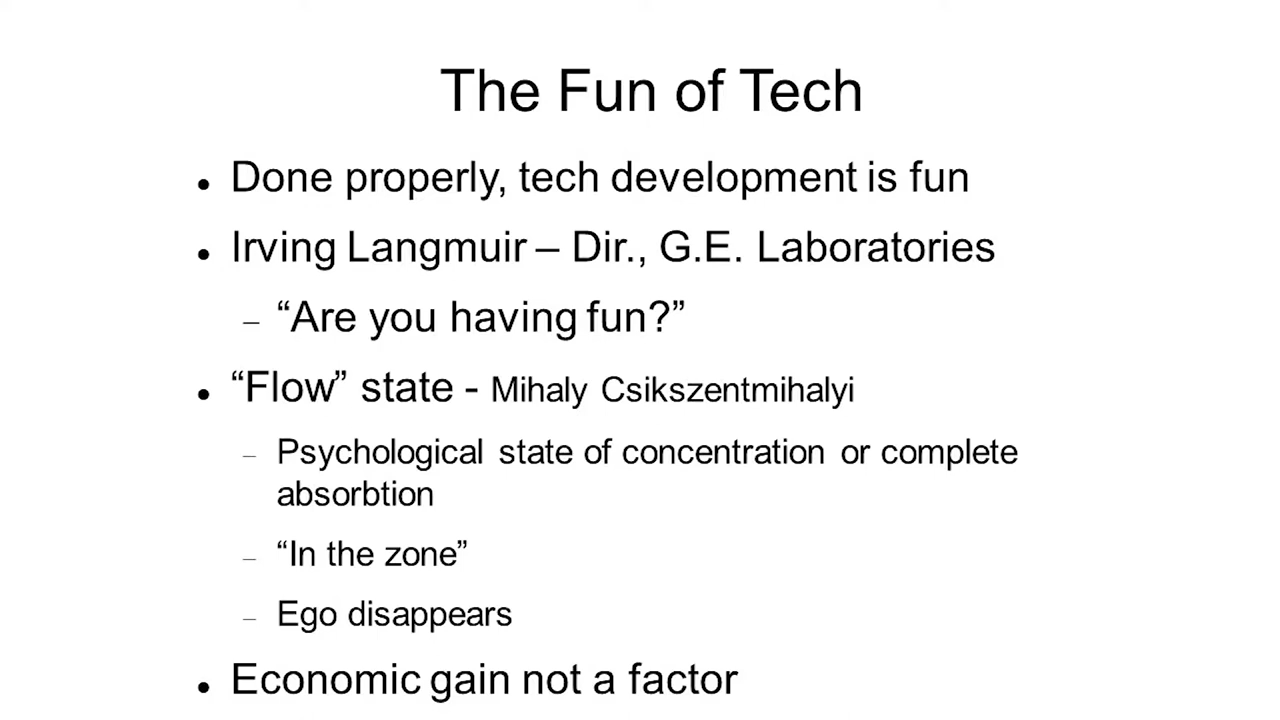 The Fun of Tech
● Done properly, tech development is fun
● Irving Langmuir – Dir., G.E. Laboratories
– “Are you having fun?”
● “Flow” state - Mihaly Csikszentmihalyi
– Psychological state of concentration or complete
absorbtion
– “In the zone”
– Ego disappears
● Economic gain not a factor